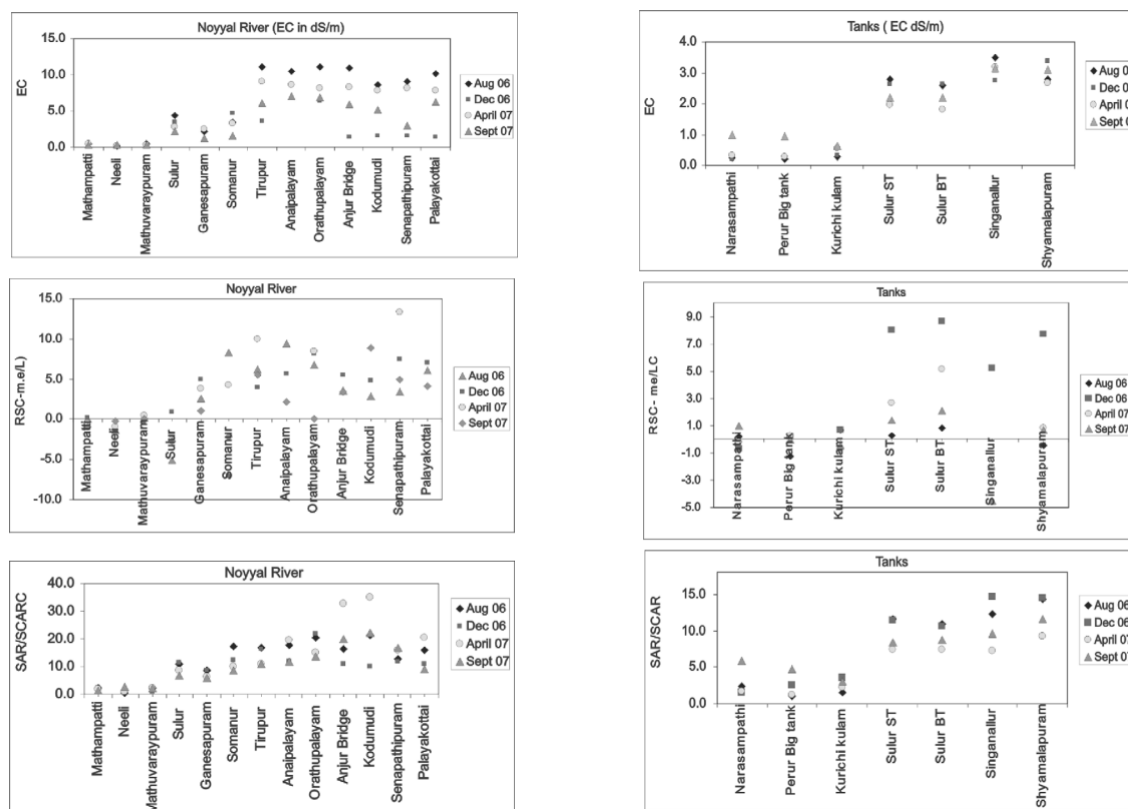 Noyyal River (EC in dS/m)
15.0
10.0
5.0
0.0
EC
Mathampatti
Neeli
Mathuvaraypuram
Sulur
Ganesapuram
Somanur
Tirupur
Anaipalayam
Orathupalayam
Anjur Bridge
Kodumudi
Senapathipuram
Palayakottai
Aug 06
Dec 06
April 07
Sept 07
Tanks ( EC dS/m)
4.0
3.0
2.0
1.0
0.0
EC
Narasampathi
Perur Big tank
Kurichi kulam
Sulur ST
Sulur BT
Singanallur
Shyamalapuram
Aug 0
Dec 0
April 0
Sept 0
Noyyal River
15.0
10.0
5.0
0.0
-5.0
-10.0
RSC-m.e/L)
Mathampatti
Neeli
Mathuvaraypuram
Sulur
Ganesapuram
Somanur
Tirupur
Anaipalayam
Orathupalayam
Anjur Bridge
Kodumudi
Senapathipuram
Palayakottai
Aug 06
Dec 06
April 07
Sept 07
Tanks
9.0
5.0
1.0
-1.0
-5.0
RSC- me/LC
Narasampathi
Perur Big tank
Kurichi kulam
Sulur ST
Sulur BT
Singanallur
Shyamalapuram
Aug 06
Dec 06
April 07
Sept 07
Noyyal River
40.0
30.0
20.0
10.0
0.0
SAR/SCARC
Mathampatti
Neeli
Mathuvaraypuram
Sulur
Ganesapuram
Somanur
Tirupur
Anaipalayam
Orathupalayam
Anjur Bridge
Kodumudi
Senapathipuram
Palayakottai
Aug 06
Dec 06
April 07
Sept 07
Tanks
15.0
10.0
5.0
0.0
SAR/SCAR
Narasampathi
Perur Big tank
Kurichi kulam
Sulur ST
Sulur BT
Singanallur
Shyamalapuram
Aug 06
Dec 06
April 07
Sept 07